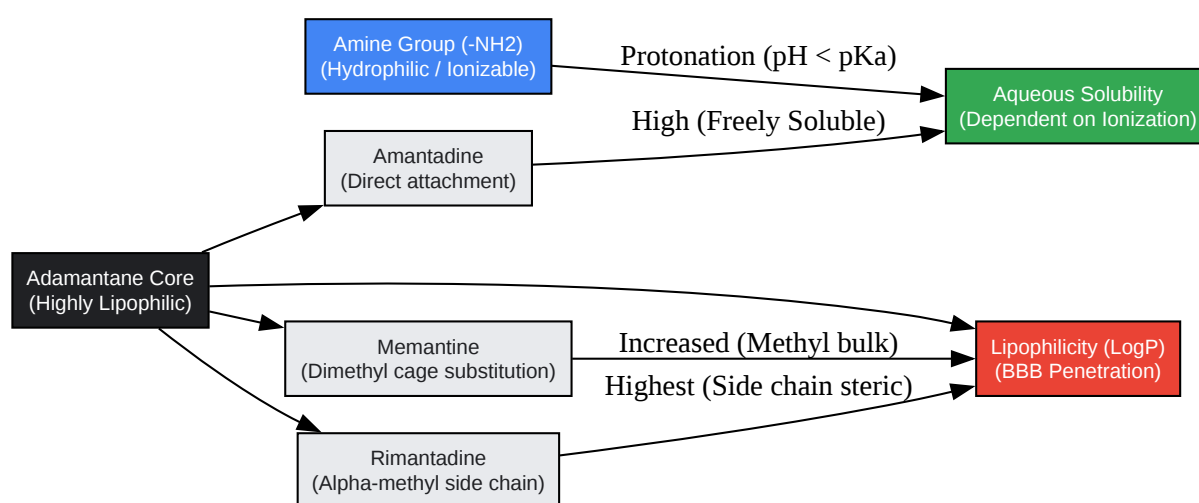 Amine Group (-NH2)
(Hydrophilic / Ionizable)
Protonation (pH < pKa)
Aqueous Solubility
(Dependent on Ionization)
High (Freely Soluble)
Amantadine
(Direct attachment)
Adamantane Core
(Highly Lipophilic)
Memantine
(Dimethyl cage substitution)
Increased (Methyl bulk)
Lipophilicity (LogP)
(BBB Penetration)
Highest (Side chain steric)
Rimantadine
(Alpha-methyl side chain)